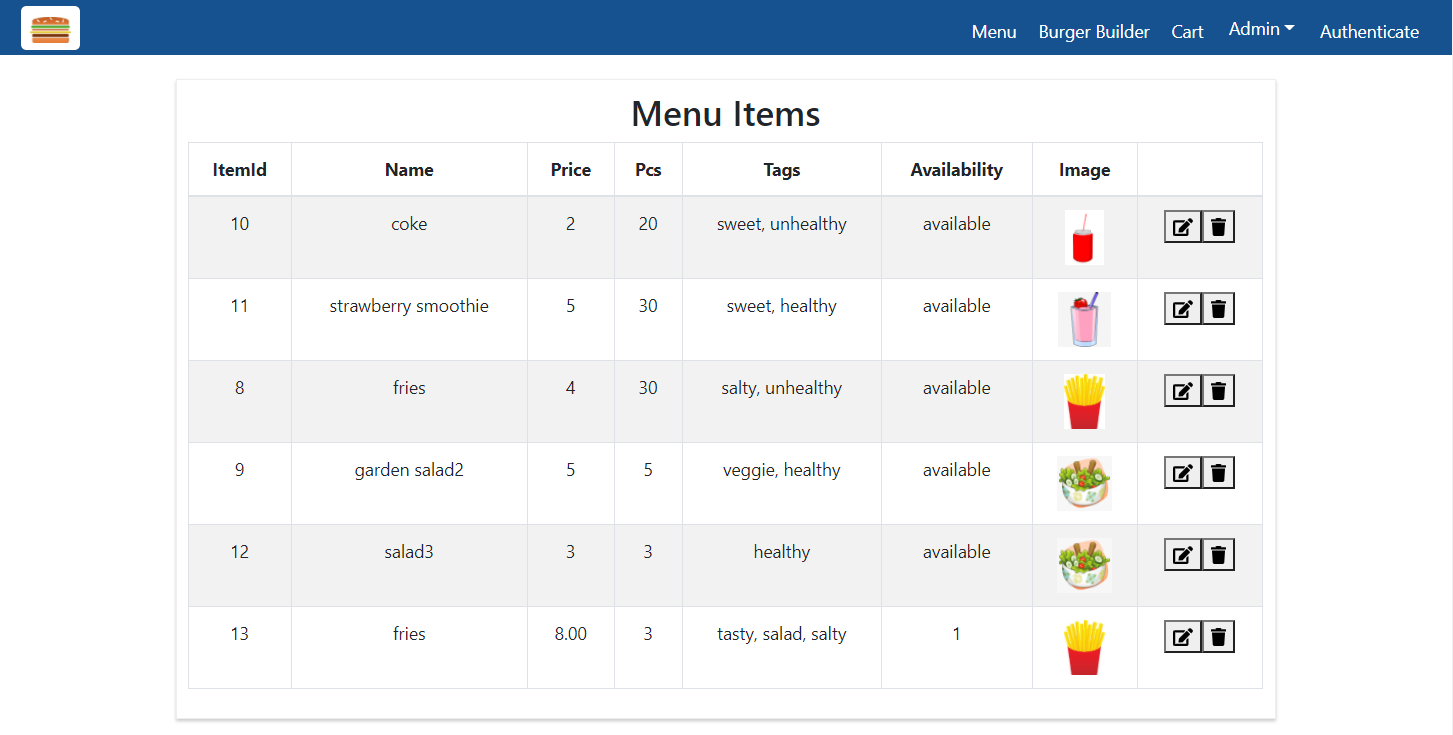 Menu Burger Builder Cart Admin Authenticate
Menu Items
ItemId Name Price Pcs Tags Availability Image
10 coke 2 20 sweet, unhealthy available
11 strawberry smoothie 5 30 sweet, healthy available
8 fries 4 30 salty, unhealthy available
9 garden salad2 5 5 veggie, healthy available
12 salad3 3 3 healthy available
13 fries 8.00 3 tasty, salad, salty 1